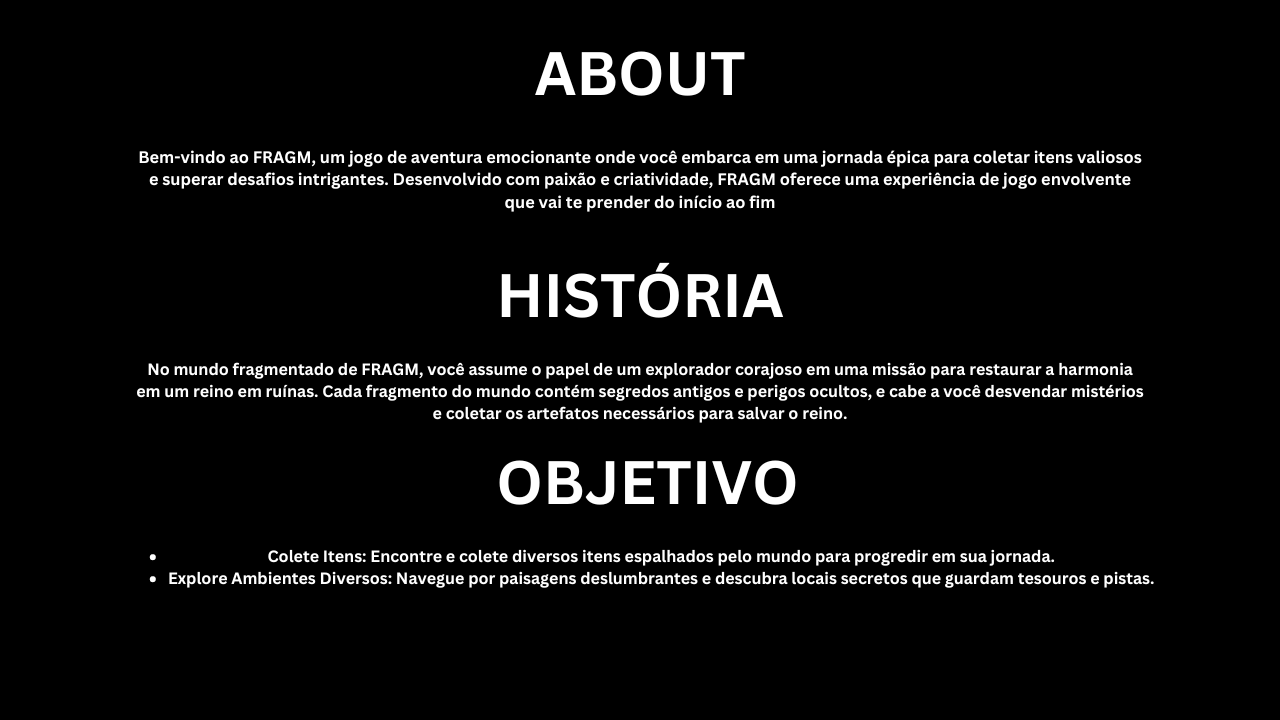 ABOUT
Bem-vindo ao FRAGM, um jogo de aventura emocionante onde você embarca em uma jornada épica para coletar itens valiosos
e superar desafios intrigantes. Desenvolvido com paixão e criatividade, FRAGM oferece uma experiência de jogo envolvente
que vai te prender do início ao fim
HISTÓRIA
No mundo fragmentado de FRAGM, você assume o papel de um explorador corajoso em uma missão para restaurar a harmonia
em um reino em ruínas. Cada fragmento do mundo contém segredos antigos e perigos ocultos, e cabe a você desvendar mistérios
e coletar os artefatos necessários para salvar o reino.
OBJETIVO
• Colete Itens: Encontre e colete diversos itens espalhados pelo mundo para progredir em sua jornada.
• Explore Ambientes Diversos: Navegue por paisagens deslumbrantes e descubra locais secretos que guardam tesouros e pistas.